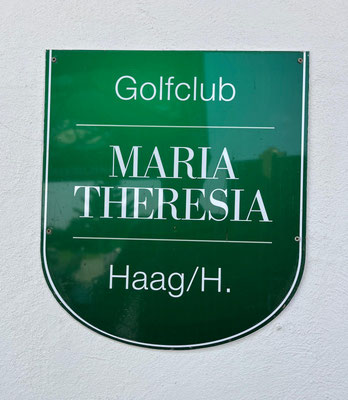 Golfclub
MARIA
THERESIA
Haag/H.